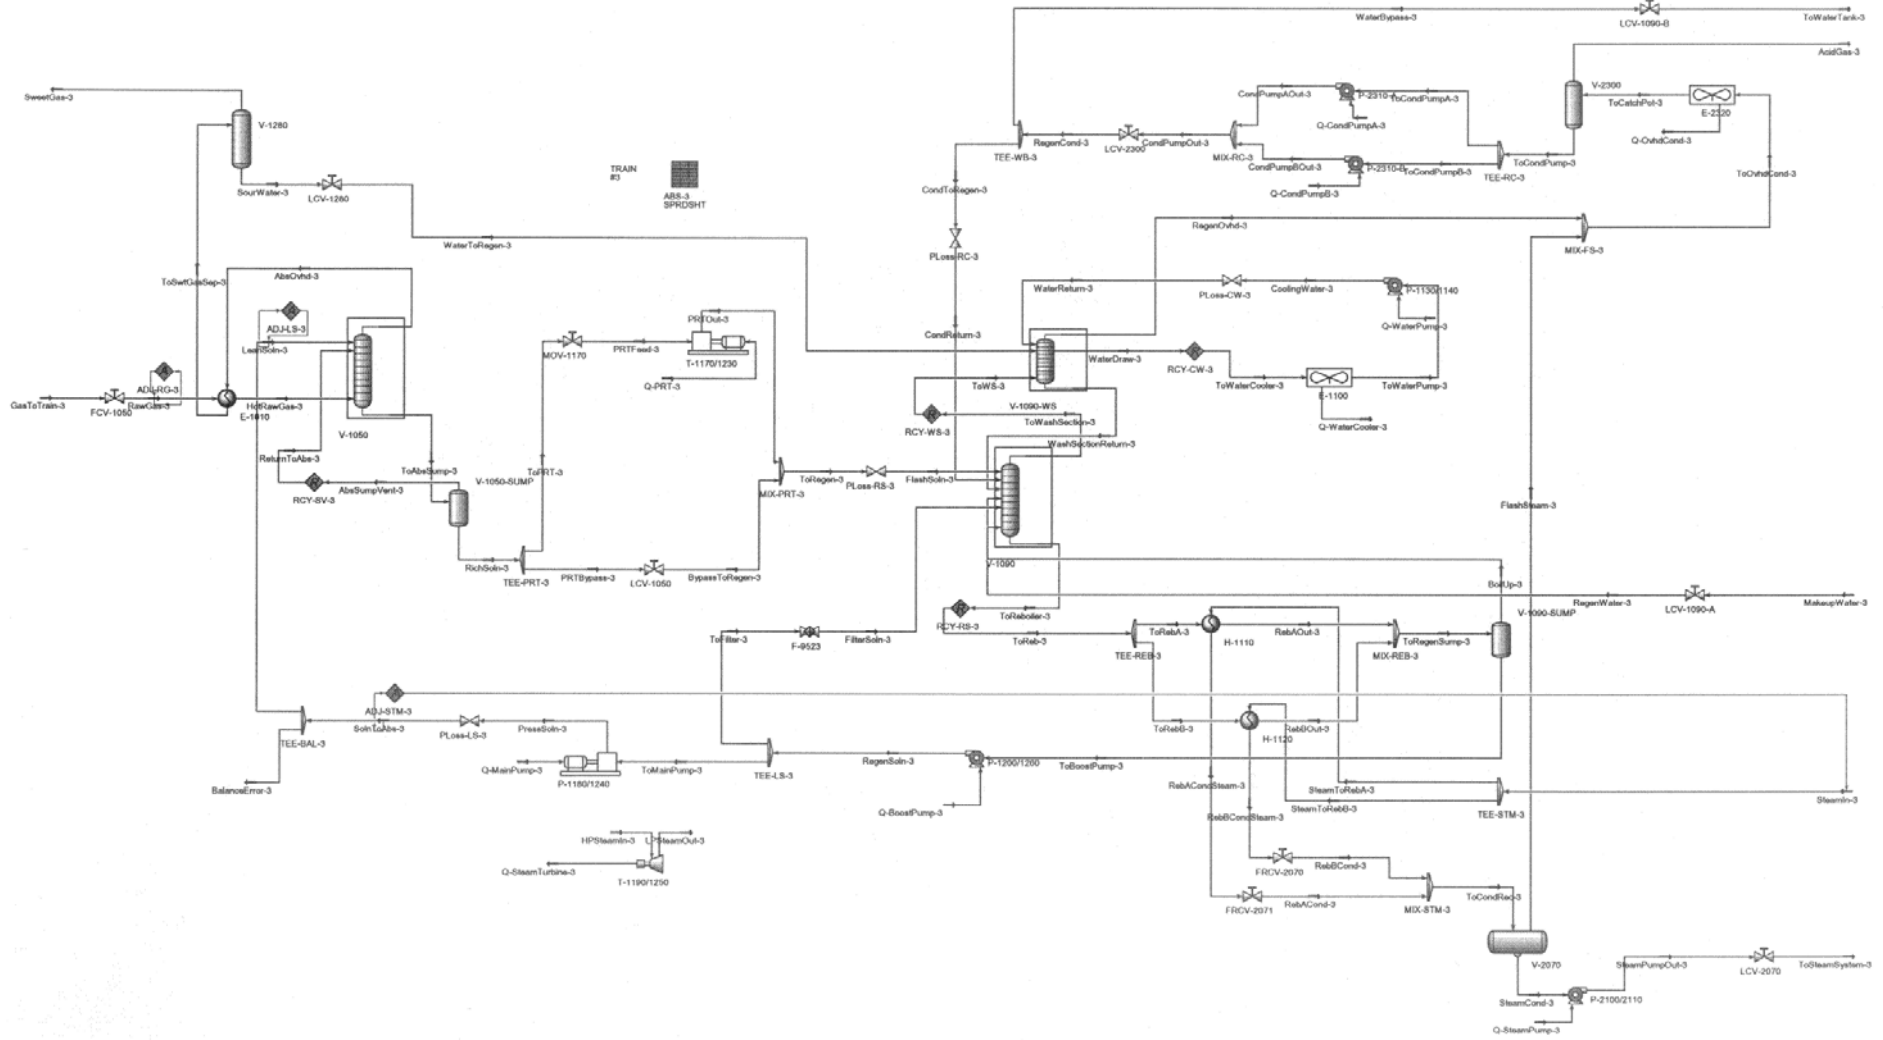 WaterBypass-3
LCV-1090-B
ToWaterTank-3
AcidGas-3
SweetGas-3
V-1280
SourWater-3
LCV-1280
WaterToRegen-3
TRAIN
#3
ABS-3
SPRDSHT
CondPumpAOut-3
P-2310-A
ToCondPumpA-3
Q-CondPumpA-3
V-2300
ToCatchPot-3
E-2320
Q-OvhdCond-3
TEE-WB-3
RegenCond-3
LCV-2300
CondPumpOut-3
MIX-RC-3
CondPumpBOut-3
P-2310-B
ToCondPumpB-3
Q-CondPumpB-3
TEE-RC-3
ToCondPump-3
ToOvhdCond-3
CondToRegen-3
PLoss-RC-3
RegenOvhd-3
MIX-FS-3
ToSwtGasSep-3
AbsOvhd-3
ADJ-LS-3
LeanSoln-3
ADJ-RG-3
GasToTrain-3
FCV-1050
RawGas-3
E-1010
HotRawGas-3
V-1050
ReturnToAbs-3
RCY-SV-3
AbsSumpVent-3
ToAbsSump-3
V-1050-SUMP
RichSoln-3
TEE-PRT-3
ToPRT-3
MOV-1170
PRTFeed-3
PRTOut-3
T-1170/1230
Q-PRT-3
PRTBypass-3
LCV-1050
BypassToRegen-3
MIX-PRT-3
ToRegen-3
PLoss-RS-3
FlashSoln-3
WaterReturn-3
PLoss-CW-3
CoolingWater-3
P-1130/1140
Q-WaterPump-3
CondReturn-3
WaterDraw-3
RCY-CW-3
ToWaterCooler-3
E-1100
ToWaterPump-3
Q-WaterCooler-3
ToWS-3
V-1090-WS
RCY-WS-3
ToWashSection-3
WashSectionReturn-3
V-1090
FlashSteam-3
BoilUp-3
RegenWater-3
LCV-1090-A
MakeupWater-3
V-1090-SUMP
RCY-RS-3
ToReboiler-3
ToReb-3
TEE-REB-3
ToRebA-3
H-1110
RebAOut-3
MIX-REB-3
ToRegenSump-3
ToFilter-3
F-9523
FilterSoln-3
ADJ-STM-3
TEE-BAL-3
SolnToAbs-3
PLoss-LS-3
PressSoln-3
BalanceError-3
Q-MainPump-3
P-1180/1240
ToMainPump-3
TEE-LS-3
RegenSoln-3
P-1200/1260
ToBoostPump-3
Q-BoostPump-3
ToRebB-3
H-1120
RebBOut-3
RebACondSteam-3
SteamToRebA-3
SteamToRebB-3
TEE-STM-3
SteamIn-3
RebBCondSteam-3
HPSteamIn-3
LPSteamOut-3
Q-SteamTurbine-3
T-1190/1250
FRCV-2070
RebBCond-3
FRCV-2071
RebACond-3
MIX-STM-3
ToCondRec-3
V-2070
SteamCond-3
P-2100/2110
Q-SteamPump-3
SteamPumpOut-3
LCV-2070
ToSteamSystem-3